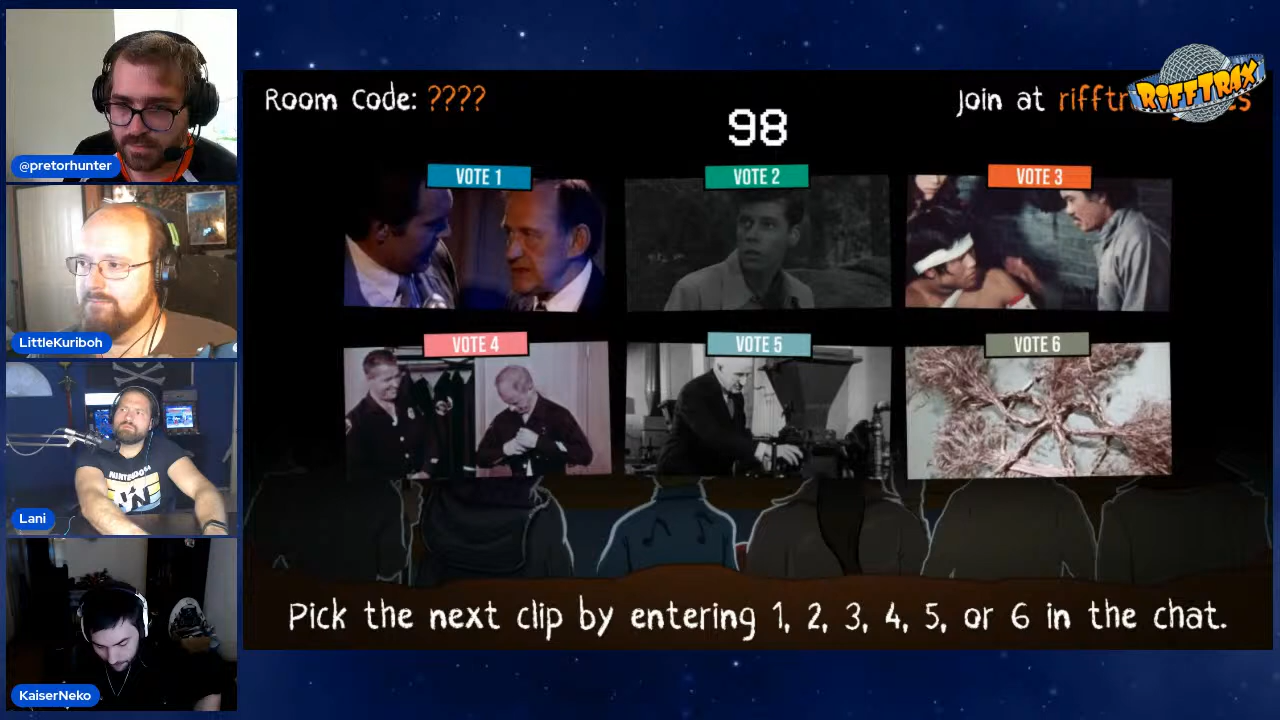 Room Code: ????
Join at rifftr
RIFFTRAX
98
VOTE 1
VOTE 2
VOTE 3
VOTE 4
VOTE 5
VOTE 6
Pick the next clip by entering 1, 2, 3, 4, 5, or 6 in the chat.
@pretorhunter
LittleKuriboh
NINTENDO64
Lani
KaiserNeko